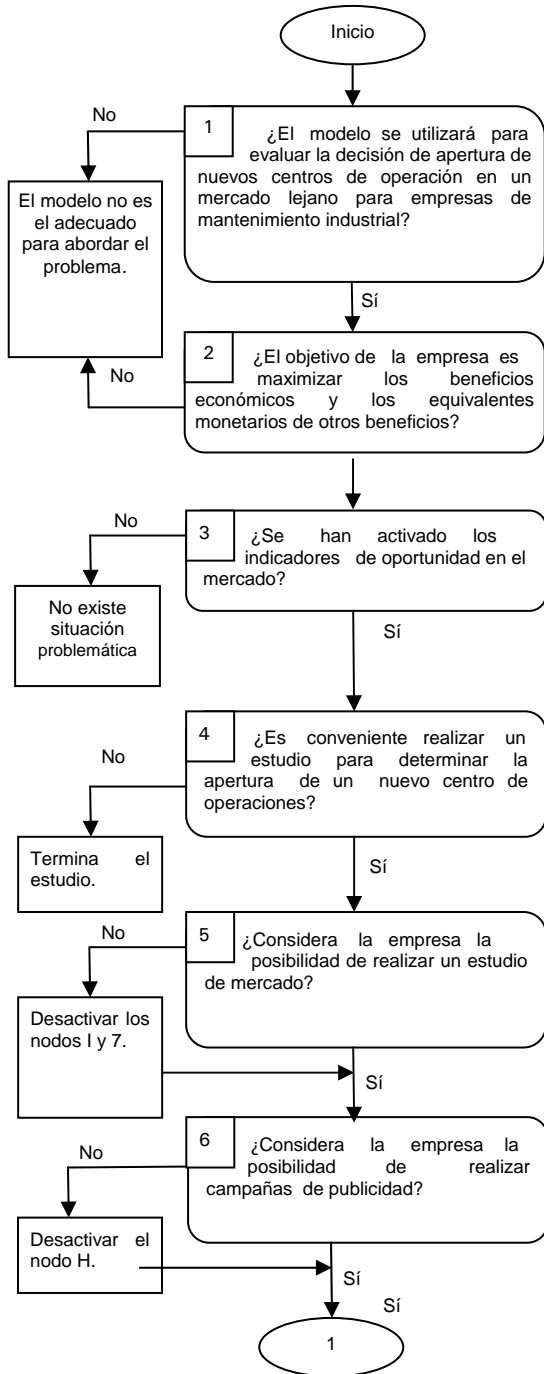 Inicio
No
1
¿El modelo se utilizará para
evaluar la decisión de apertura de
nuevos centros de operación en un
mercado lejano para empresas de
mantenimiento industrial?
El modelo no es
el adecuado
para abordar el
problema.
Sí
No
2
¿El objetivo de la empresa es
maximizar los beneficios
económicos y los equivalentes
monetarios de otros beneficios?
No
3
¿Se han activado los
indicadores de oportunidad en el
mercado?
No existe
situación
problemática
Sí
No
4
¿Es conveniente realizar un
estudio para determinar la
apertura de un nuevo centro de
operaciones?
Termina el
estudio.
Sí
No
5
¿Considera la empresa la
posibilidad de realizar un estudio
de mercado?
Desactivar los
nodos I y 7.
Sí
No
6
¿Considera la empresa la
posibilidad de realizar
campañas de publicidad?
Desactivar el
nodo H.
Sí
Sí
1